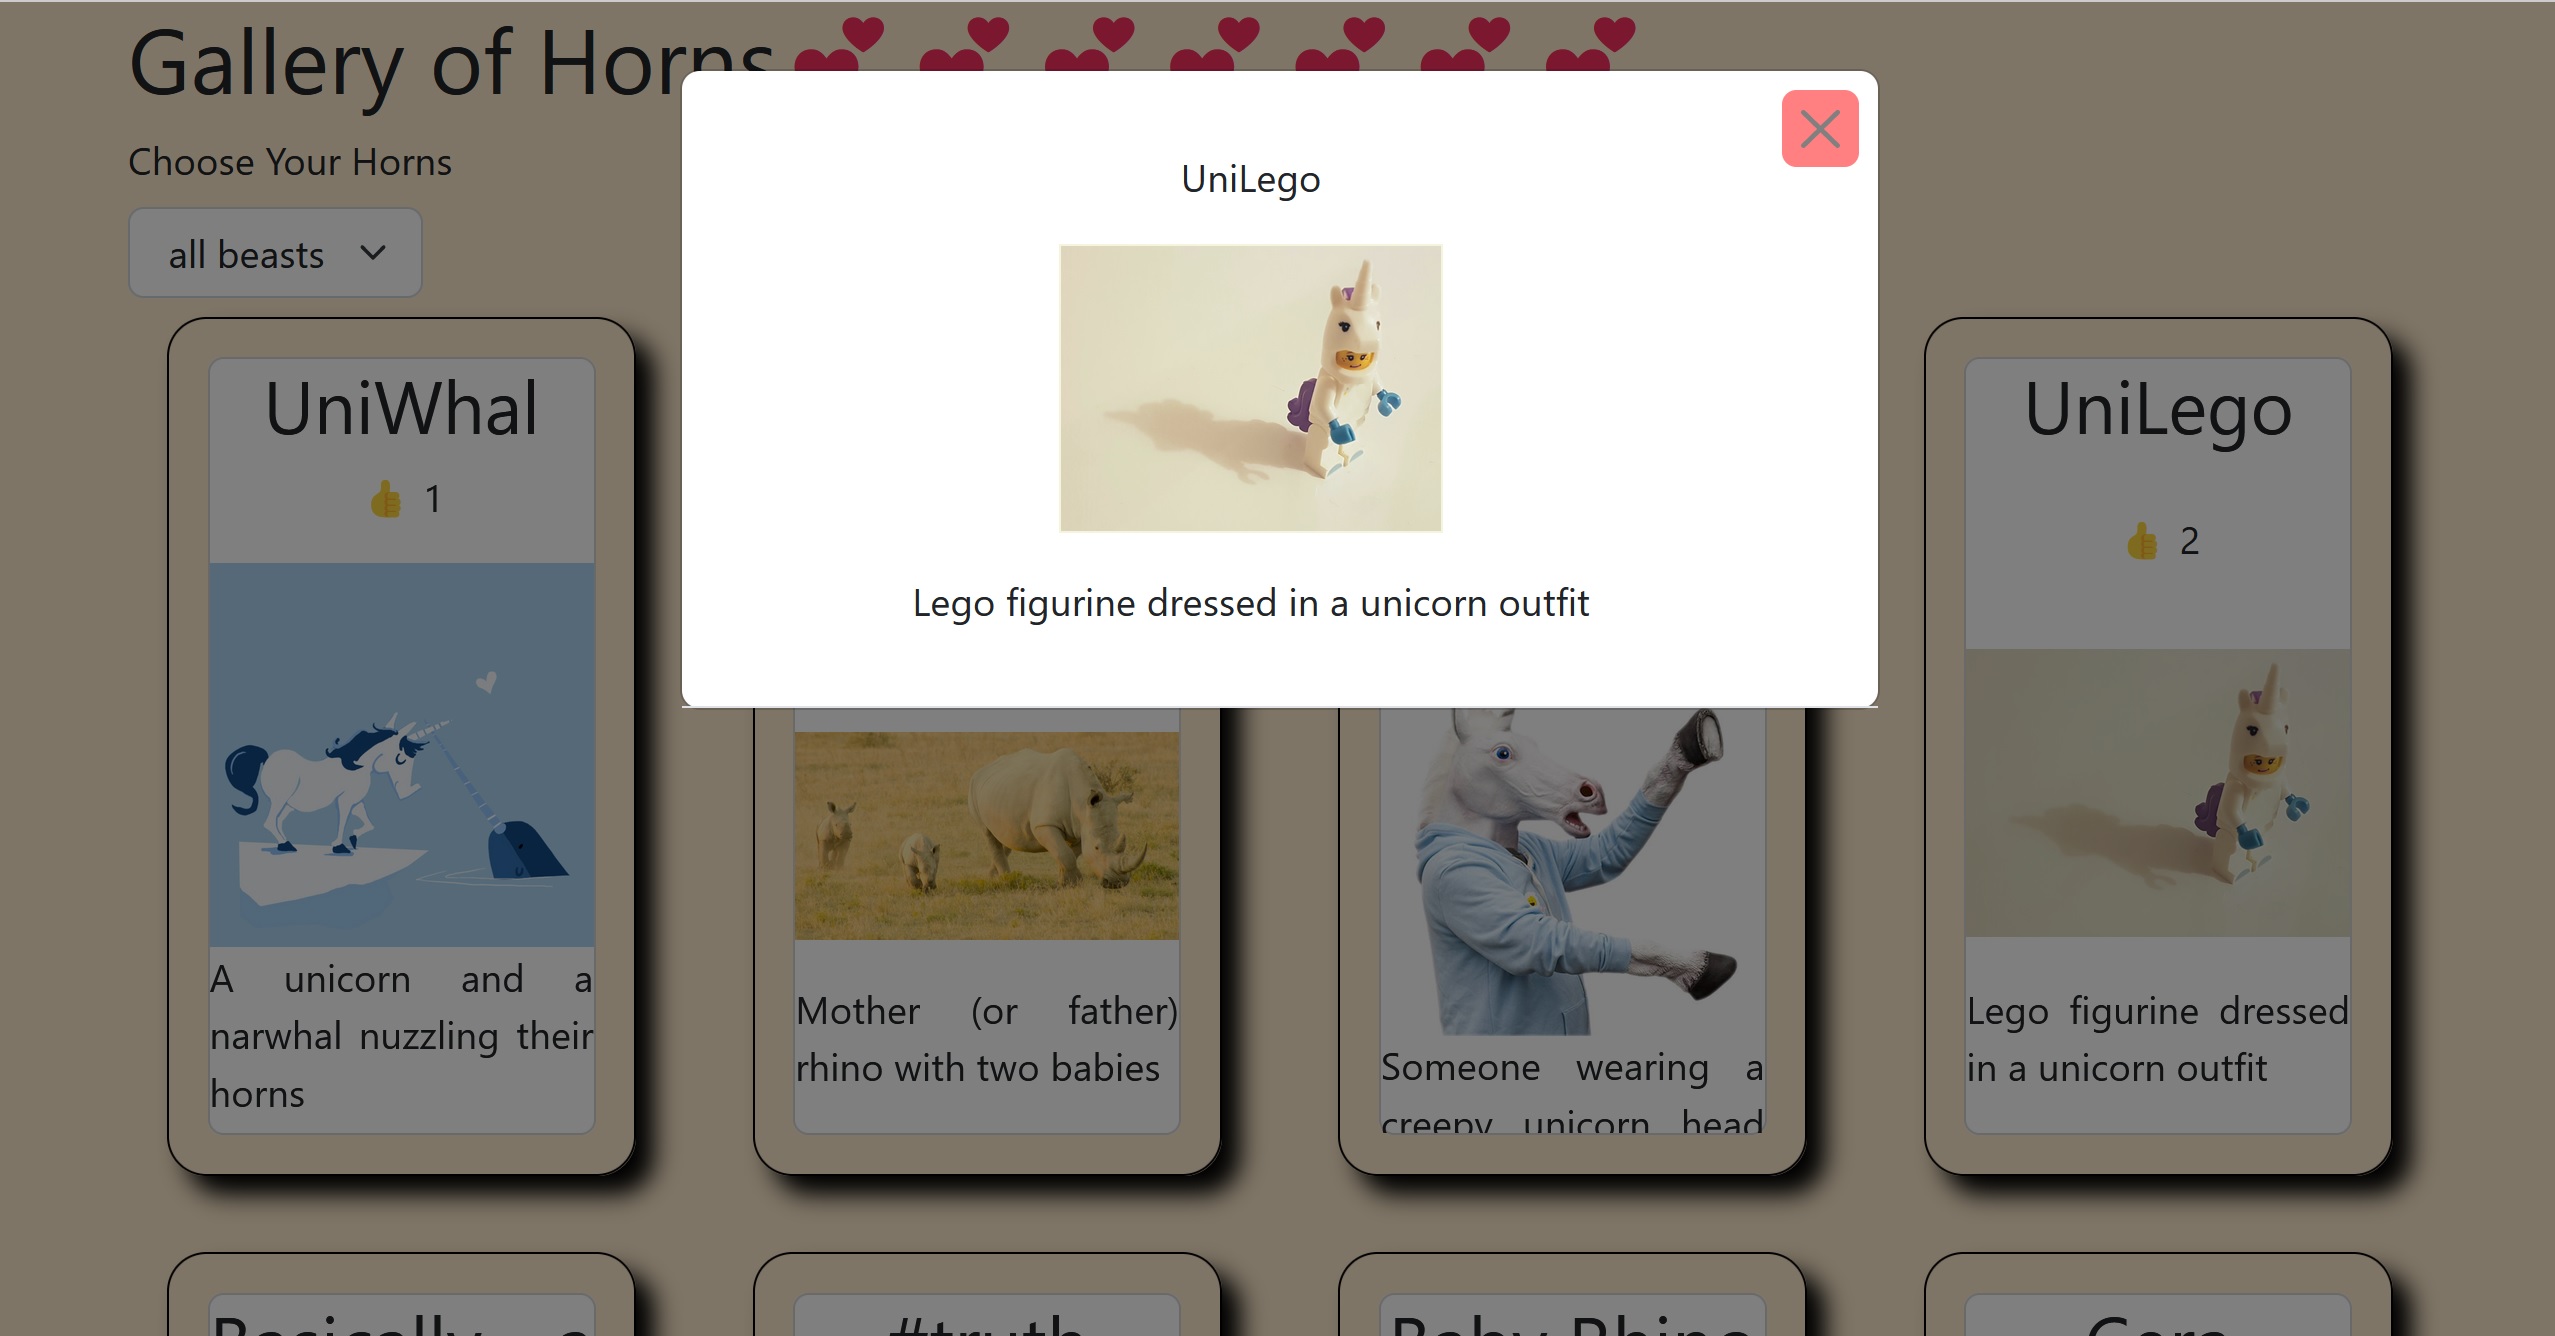 Gallery of Horns
Choose Your Horns
all beasts
UniLego
Lego figurine dressed in a unicorn outfit
UniWhal
1
A unicorn and a
narwhal nuzzling their
horns
Mother (or father)
rhino with two babies
Someone wearing a
creepy unicorn head
UniLego
2
Lego figurine dressed
in a unicorn outfit
Basically a
#truth
Baby Rhino